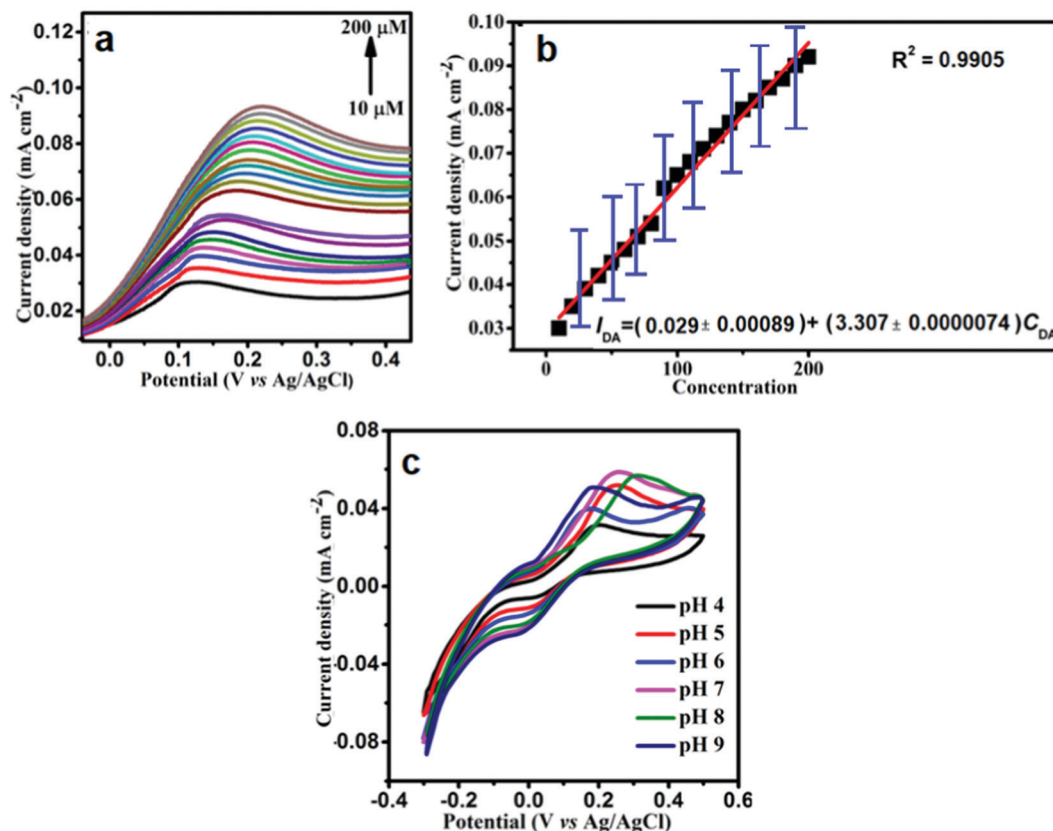 a
200 μM
10 μM
0.12
0.10
0.08
0.06
0.04
0.02
0.0 0.1 0.2 0.3 0.4
Current density (mA cm-2)
Potential (V vs Ag/AgCl)
b
R2 = 0.9905
0.10
0.09
0.08
0.07
0.06
0.05
0.04
0.03
IDA=(0.029± 0.00089)+ (3.307± 0.0000074)CDA
0 100 200
Current density (mA cm-2)
Concentration
c
0.08
0.04
0.00
-0.04
-0.08
pH 4
pH 5
pH 6
pH 7
pH 8
pH 9
-0.4 -0.2 0.0 0.2 0.4 0.6
Current density (mA cm-2)
Potential (V vs Ag/AgCl)